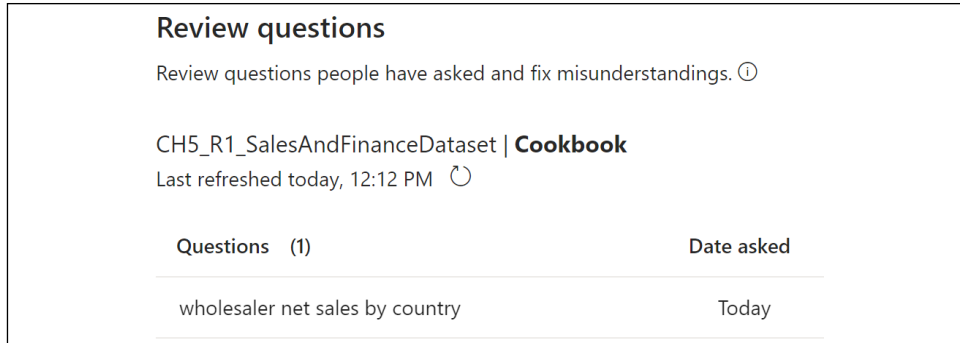 Review questions
Review questions people have asked and fix misunderstandings.
CH5_R1_SalesAndFinanceDataset | Cookbook
Last refreshed today, 12:12 PM
Questions (1) Date asked
wholesaler net sales by country Today